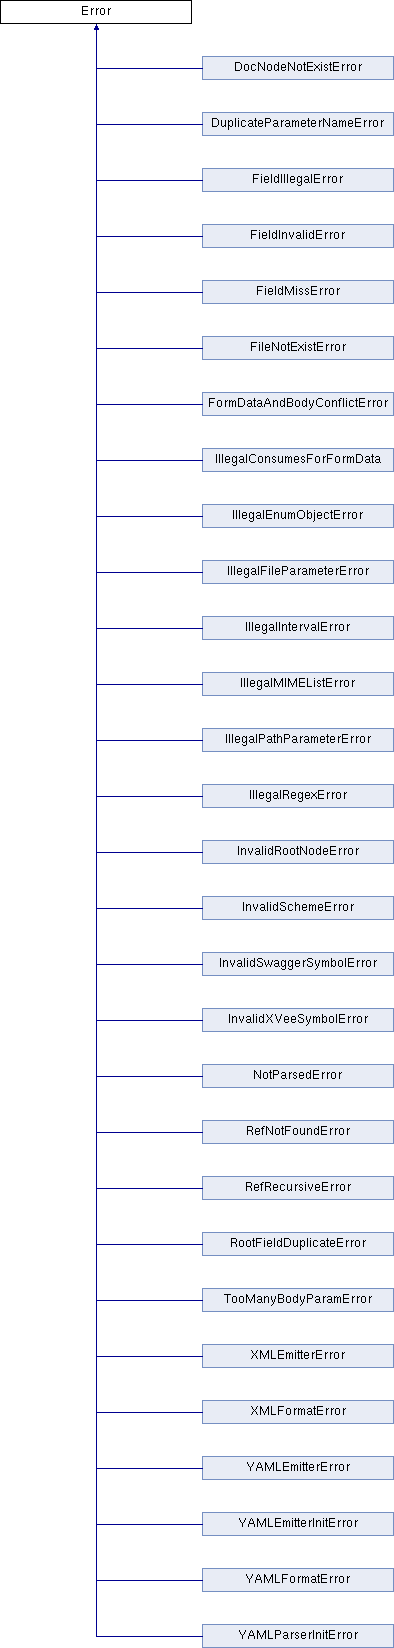 Error
DocNodeNotExistError
DuplicateParameterNameError
FieldIllegalError
FieldInvalidError
FieldMissError
FileNotExistError
FormDataAndBodyConflictError
IllegalConsumesForFormData
IllegalEnumObjectError
IllegalFileParameterError
IllegalIntervalError
IllegalMIMEListError
IllegalPathParameterError
IllegalRegexError
InvalidRootNodeError
InvalidSchemeError
InvalidSwaggerSymbolError
InvalidXVeeSymbolError
NotParsedError
RefNotFoundError
RefRecursiveError
RootFieldDuplicateError
TooManyBodyParamError
XMLEmitterError
XMLFormatError
YAMLEmitterError
YAMLEmitterInitError
YAMLFormatError
YAMLParserInitError